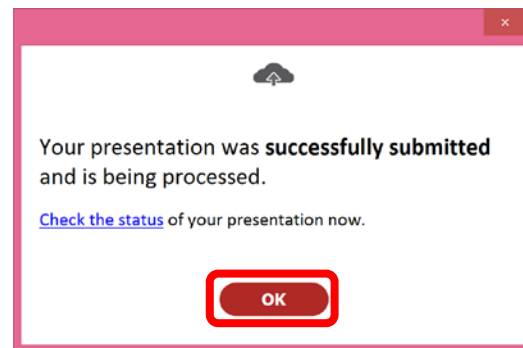 Your presentation was successfully submitted
and is being processed.
Check the status of your presentation now.
OK